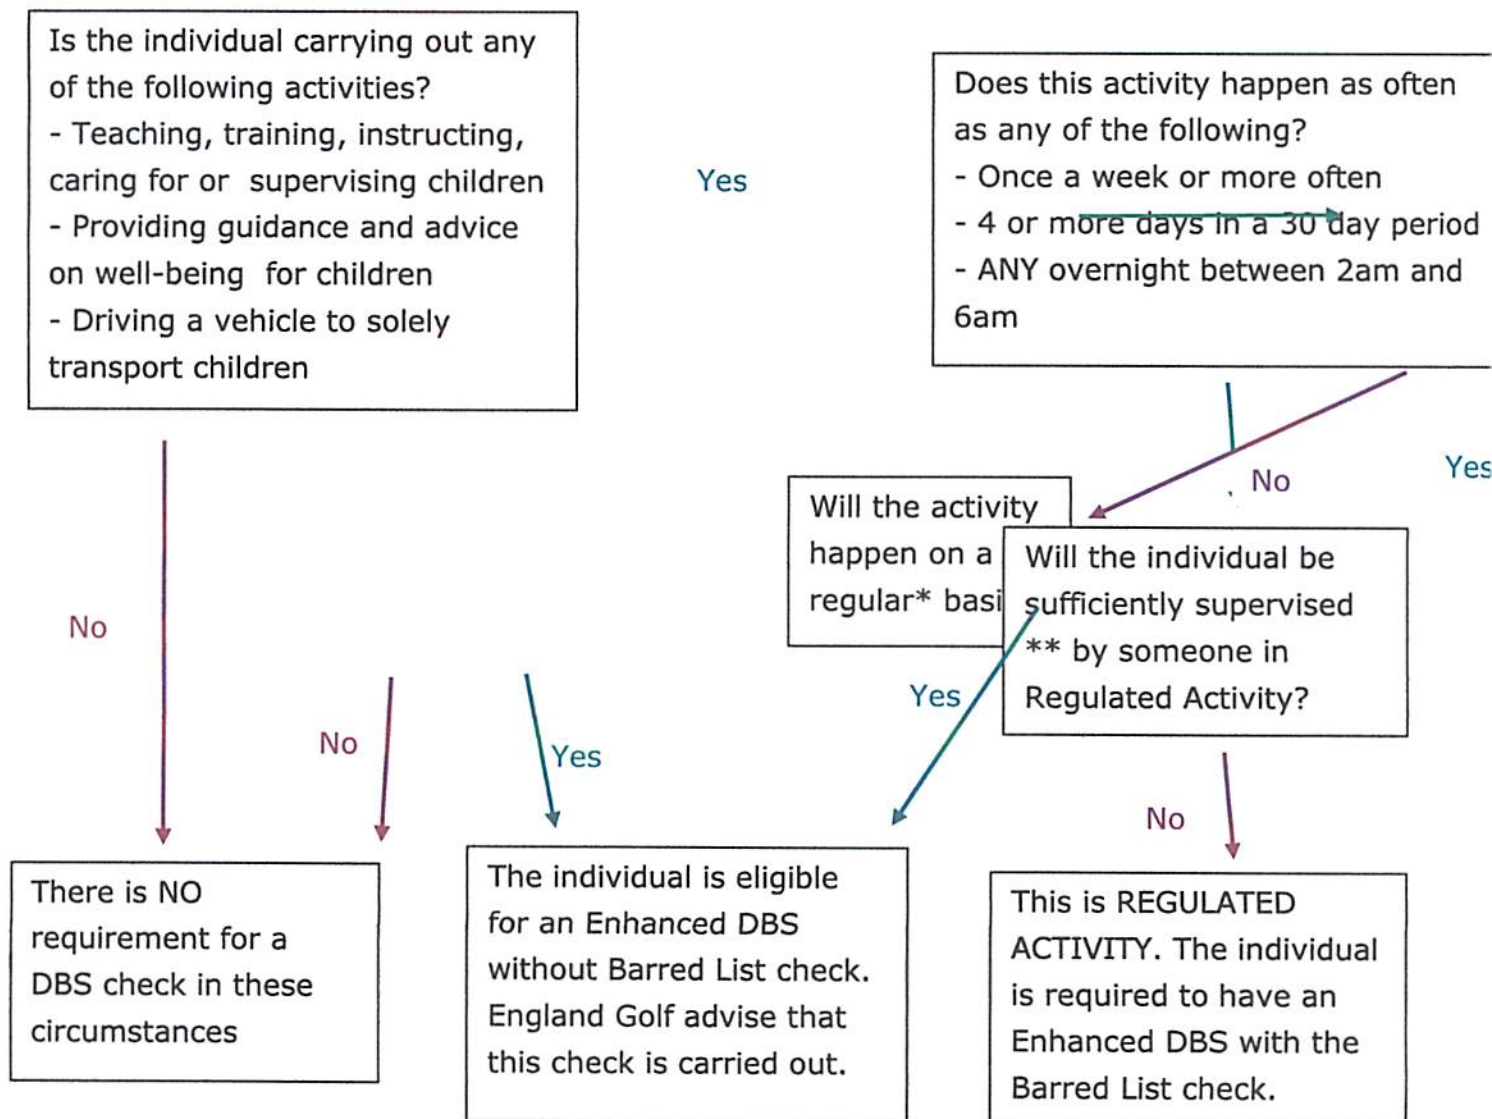 Is the individual carrying out any
of the following activities?
- Teaching, training, instructing,
caring for or supervising children
- Providing guidance and advice
on well-being for children
- Driving a vehicle to solely
transport children
Yes
Does this activity happen as often
as any of the following?
- Once a week or more often
- 4 or more days in a 30 day period
- ANY overnight between 2am and
6am
No
Yes
Will the activity
happen on a
regular* basi
Will the individual be
sufficiently supervised
** by someone in
Regulated Activity?
No
Yes
No
Yes
No
There is NO
requirement for a
DBS check in these
circumstances
The individual is eligible
for an Enhanced DBS
without Barred List check.
England Golf advise that
this check is carried out.
This is REGULATED
ACTIVITY. The individual
is required to have an
Enhanced DBS with the
Barred List check.